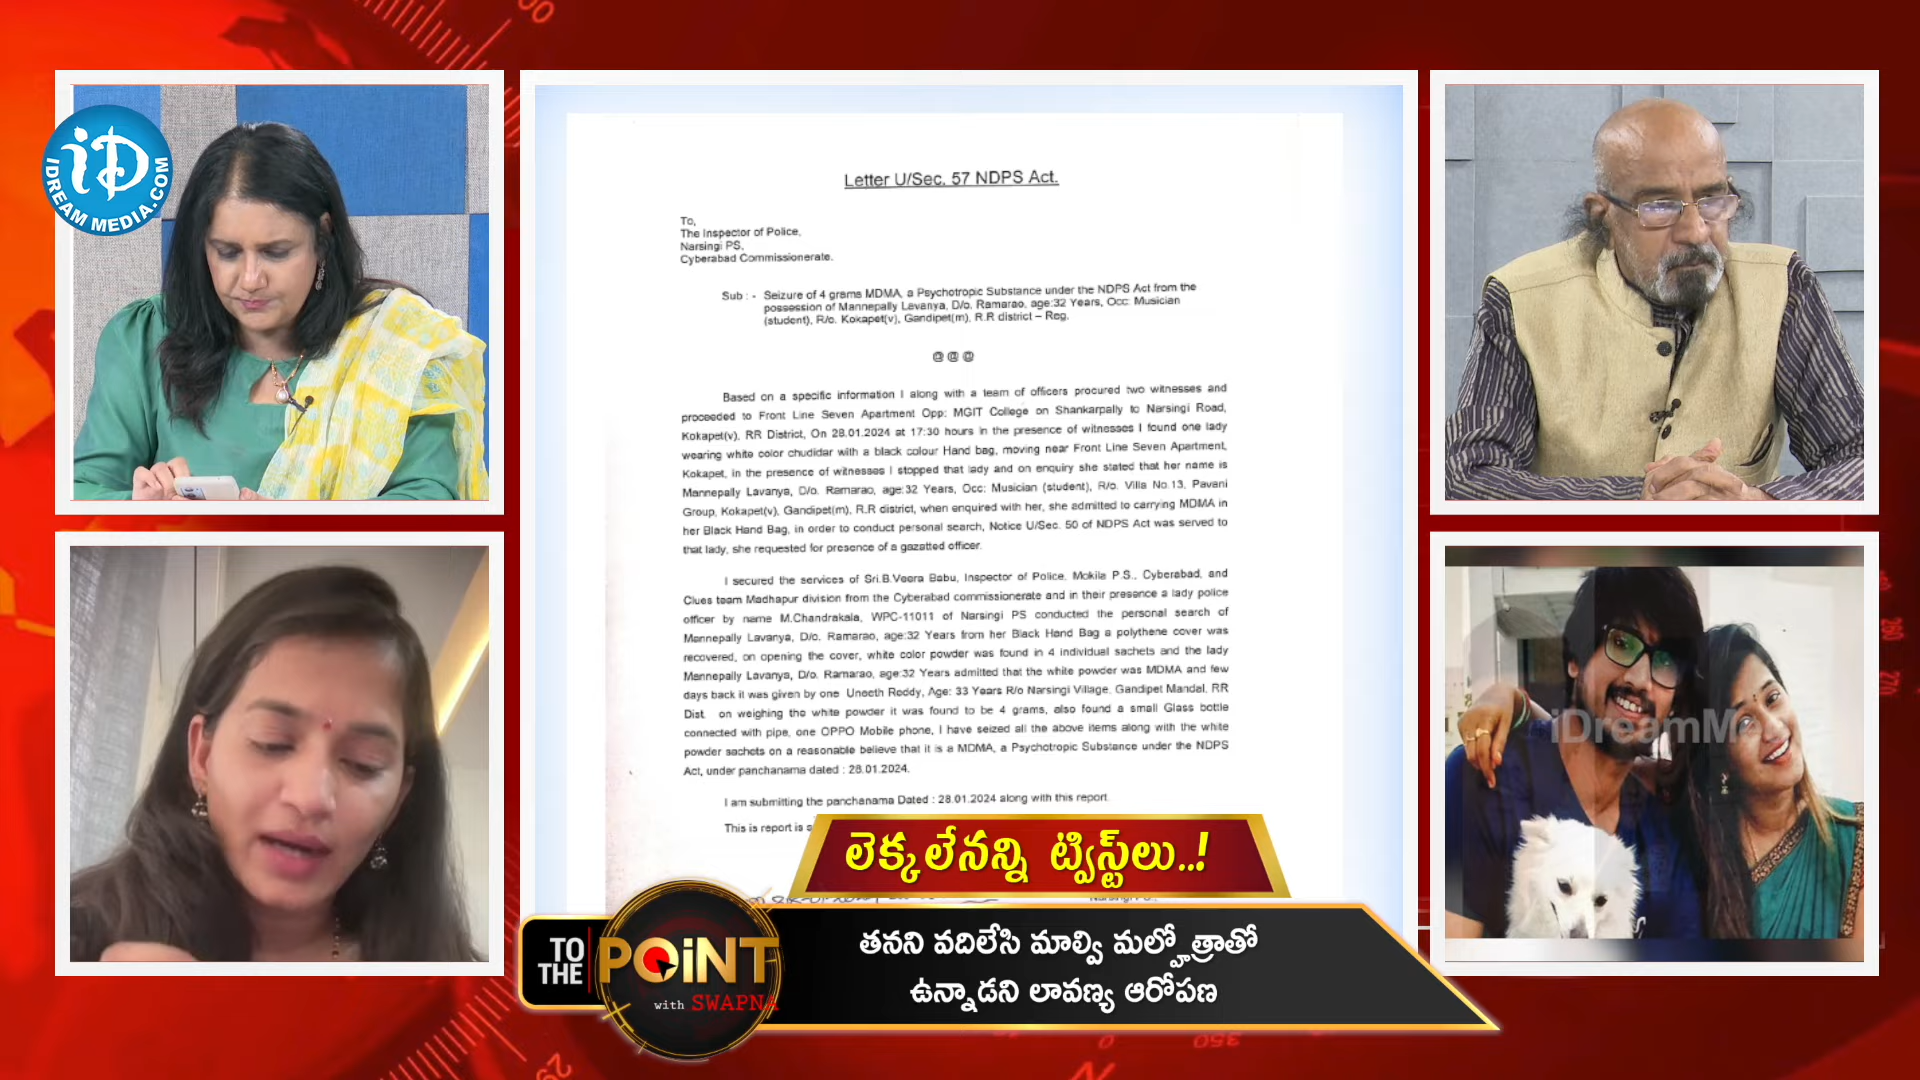 iD
IDREAM MEDIA.COM
Letter U/Sec. 57 NDPS Act.
To,
The Inspector of Police,
Narsingi PS,
Cyberabad Commissionerate.
Sub : - Seizure of 4 grams MDMA, a Psychotropic Substance under the NDPS Act from the
possession of Mannepally Lavanya, D/o. Ramarao, age:32 Years, Occ: Musician
(student), R/o. Kokapet(v), Gandipet(m), R.R district – Reg.
@@@
Based on a specific information I along with a team of officers procured two witnesses and
proceeded to Front Line Seven Apartment Opp: MGIT College on Shankarpally to Narsingi Road,
Kokapet(v), RR District, On 28.01.2024 at 17:30 hours in the presence of witnesses I found one lady
wearing white color chudidar with a black colour Hand bag, moving near Front Line Seven Apartment,
Kokapet, in the presence of witnesses I stopped that lady and on enquiry she stated that her name is
Mannepally Lavanya, D/o. Ramarao, age:32 Years, Occ: Musician (student), R/o. Villa No.13, Pavani
Group, Kokapet(v), Gandipet(m), R.R district, when enquired with her, she admitted to carrying MDMA in
her Black Hand Bag, in order to conduct personal search, Notice U/Sec. 50 of NDPS Act was served to
that lady, she requested for presence of a gazatted officer.
I secured the services of Sri.B.Veera Babu, Inspector of Police, Mokila P.S., Cyberabad, and
Clues team Madhapur division from the Cyberabad commissionerate and in their presence a lady police
officer by name M.Chandrakala, WPC-11011 of Narsingi PS conducted the personal search of
Mannepally Lavanya, D/o. Ramarao, age:32 Years from her Black Hand Bag a polythene cover was
recovered, on opening the cover, white color powder was found in 4 individual sachets and the lady
Mannepally Lavanya, D/o. Ramarao, age:32 Years admitted that the white powder was MDMA and few
days back it was given by one Uneeth Reddy, Age: 33 Years R/o Narsingi Village, Gandipet Mandal, RR
Dist on weighing the white powder it was found to be 4 grams, also found a small Glass bottle
connected with pipe, one OPPO Mobile phone, I have seized all the above items along with the white
powder sachets on a reasonable believe that it is a MDMA, a Psychotropic Substance under the NDPS
Act, under panchanama dated : 28.01.2024.
I am submitting the panchanama Dated : 28.01.2024 along with this report
This is report is
iDreamMe
లెక్కలేనన్ని ట్విస్ట్‌లు..!
TO THE POINT
with SWAPNA
తనని వదిలేసి మాల్వి మల్హోత్రాతో
ఉన్నాడని లావణ్య ఆరోపణ